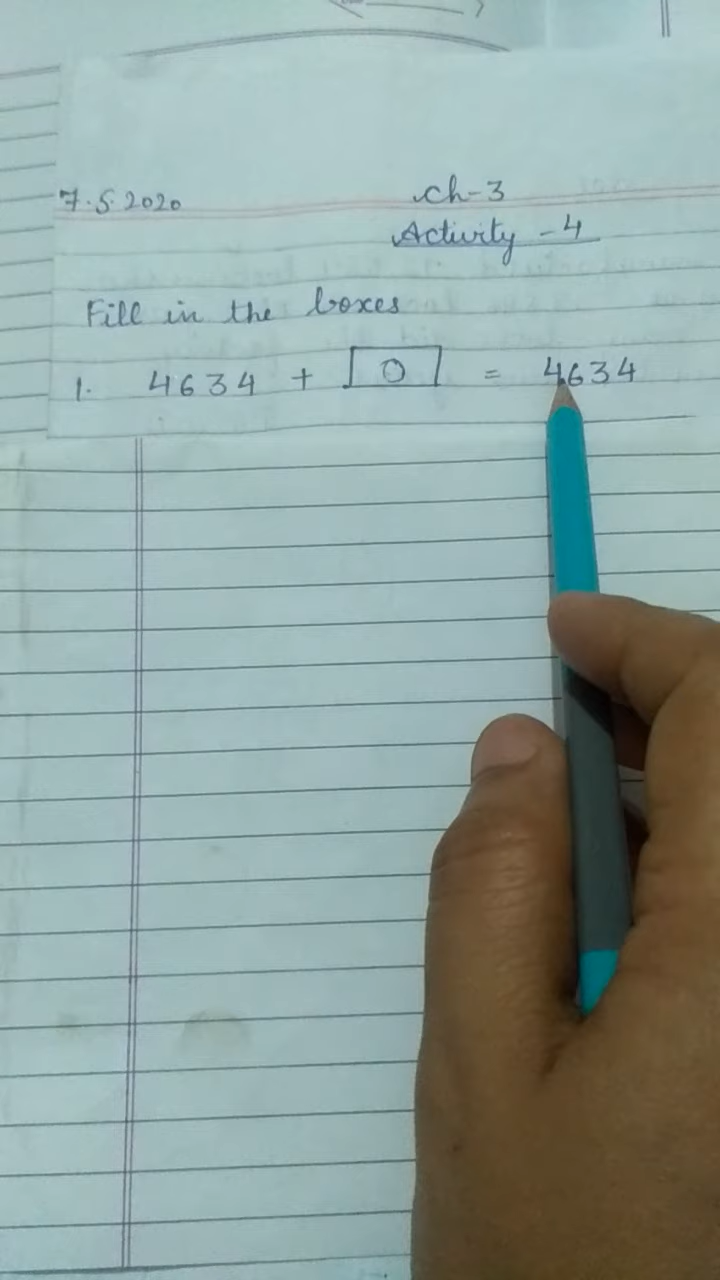 7.5.2020 Ch-3
Activity - 4
Fill in the boxes
1. 4634 + 0 = 4634